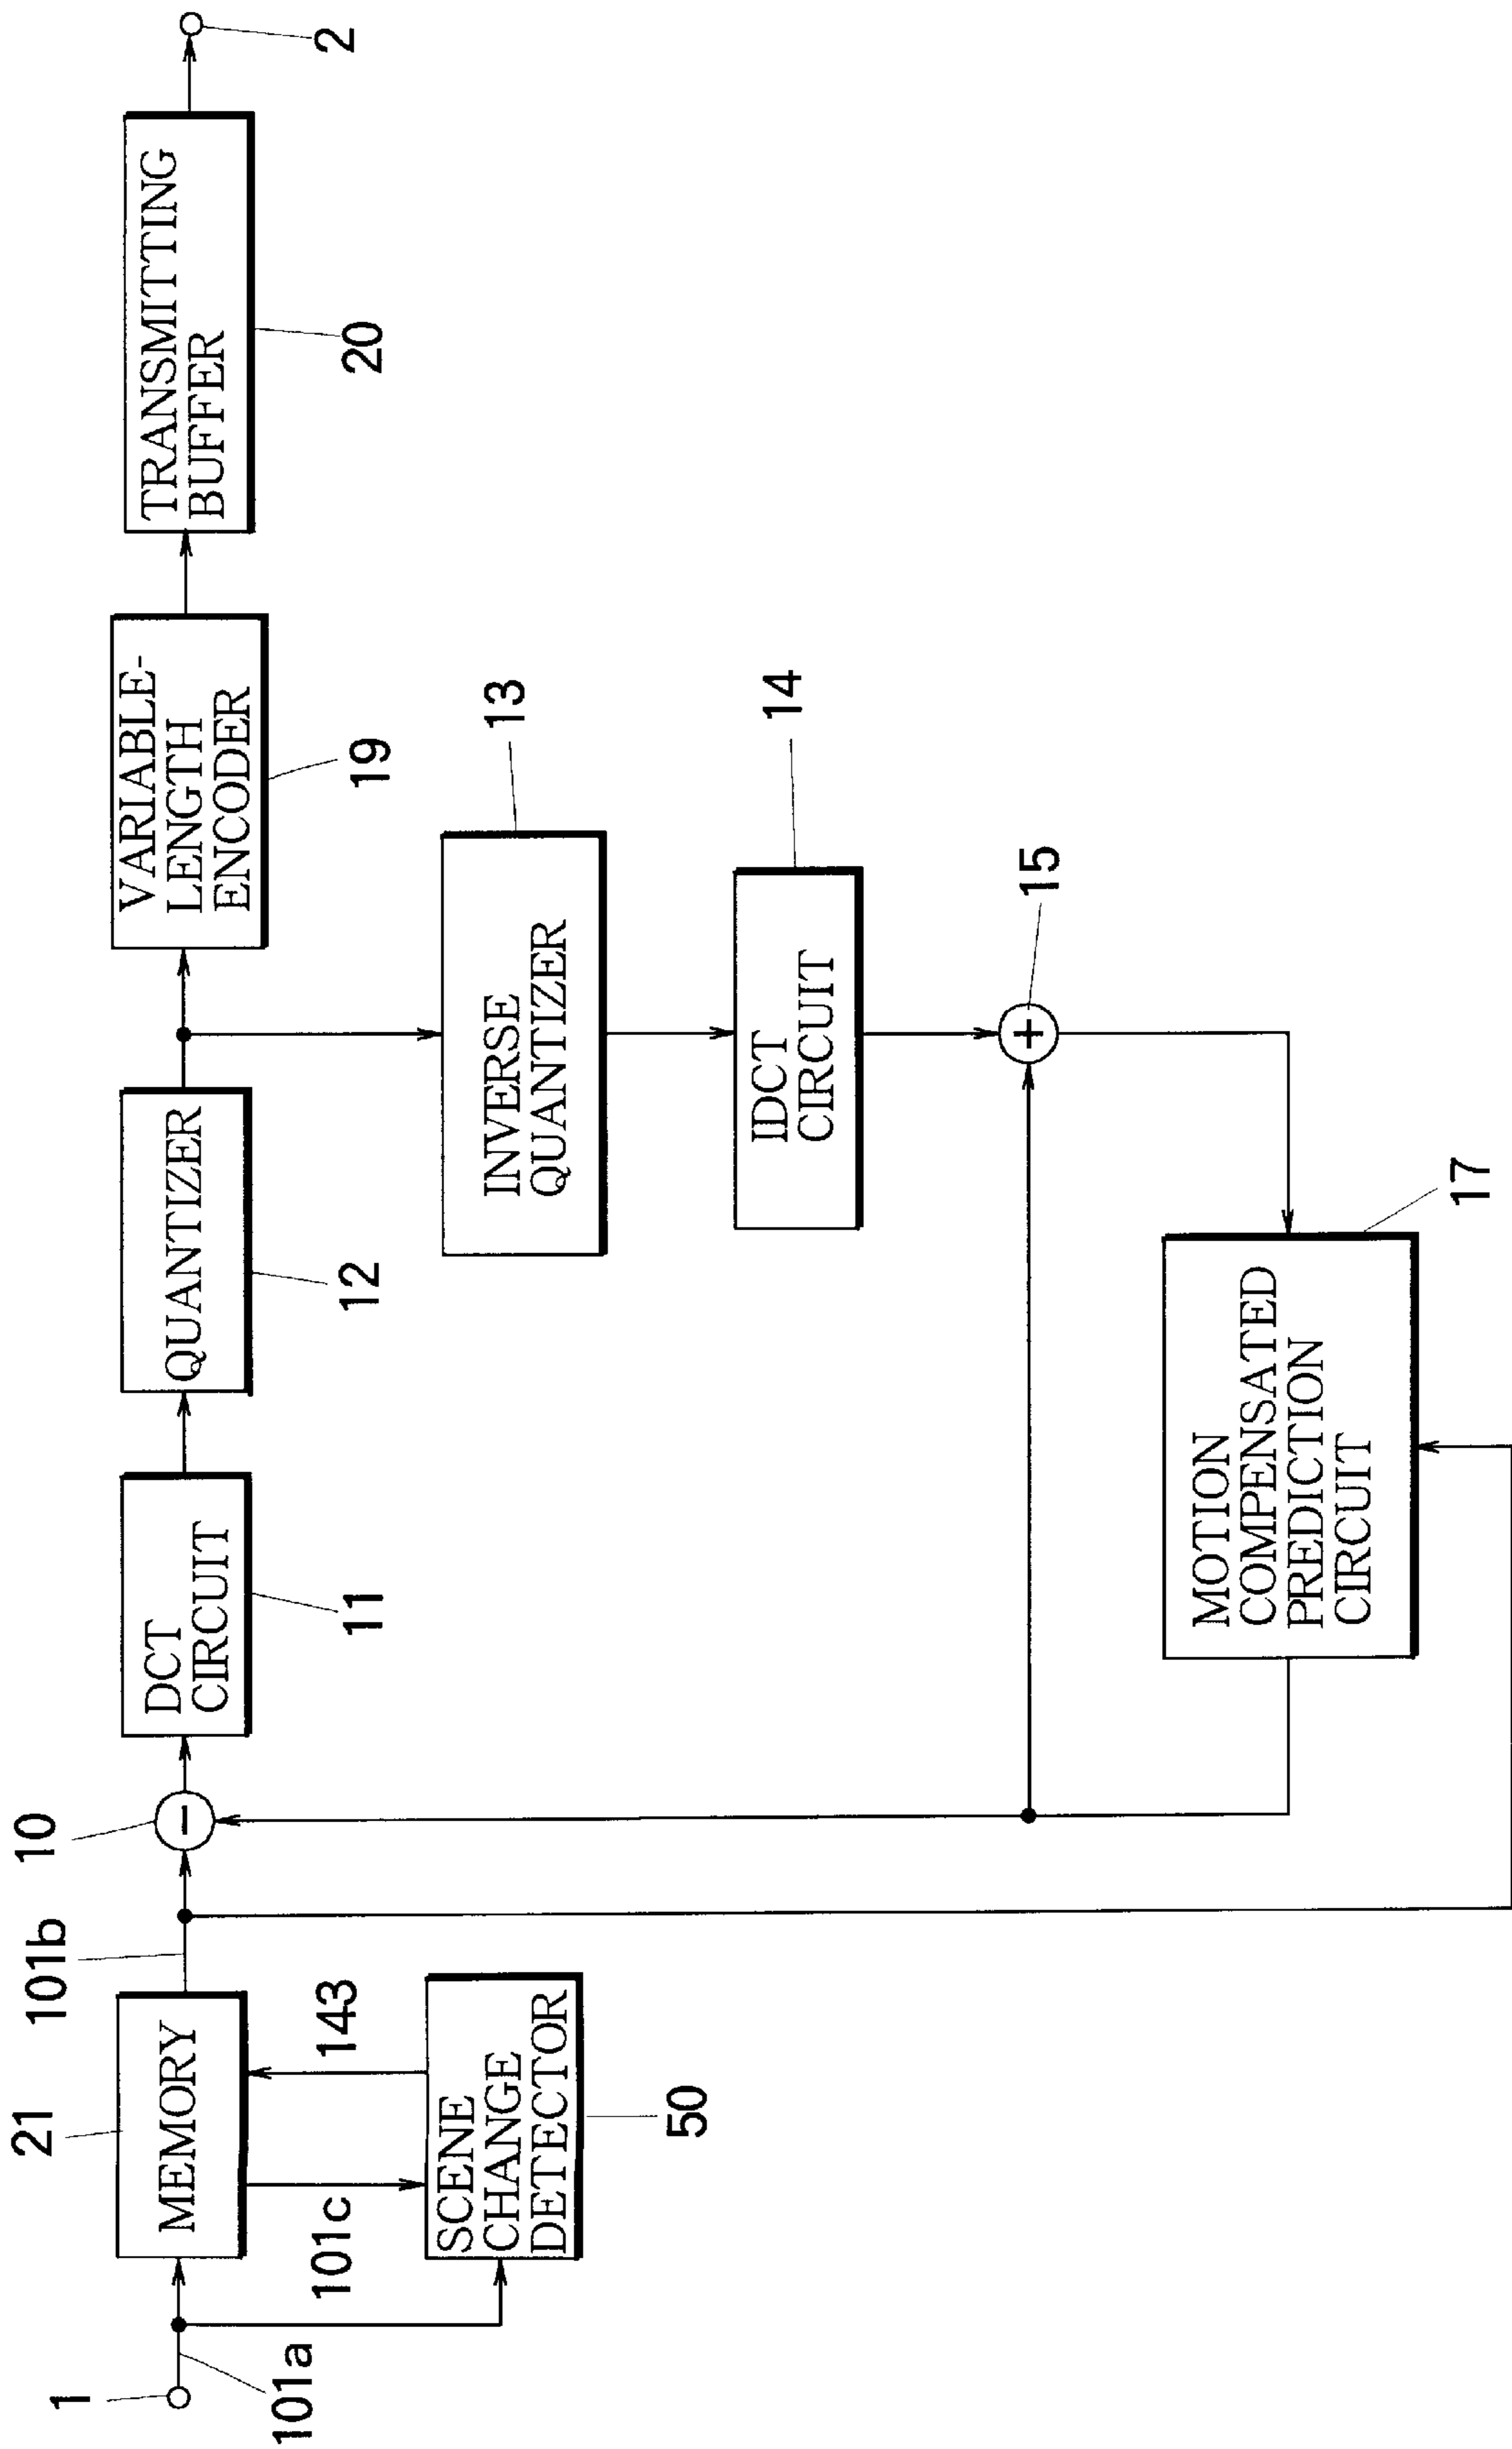 1
101a
21
MEMORY
101c
143
SCENE
CHANGE
DETECTOR
50
101b
10
−
DCT
CIRCUIT
11
QUANTIZER
12
VARIABLE-
LENGTH
ENCODER
19
TRANSMITTING
BUFFER
20
2
INVERSE
QUANTIZER
13
IDCT
CIRCUIT
14
+
15
MOTION
COMPENSATED
PREDICTION
CIRCUIT
17